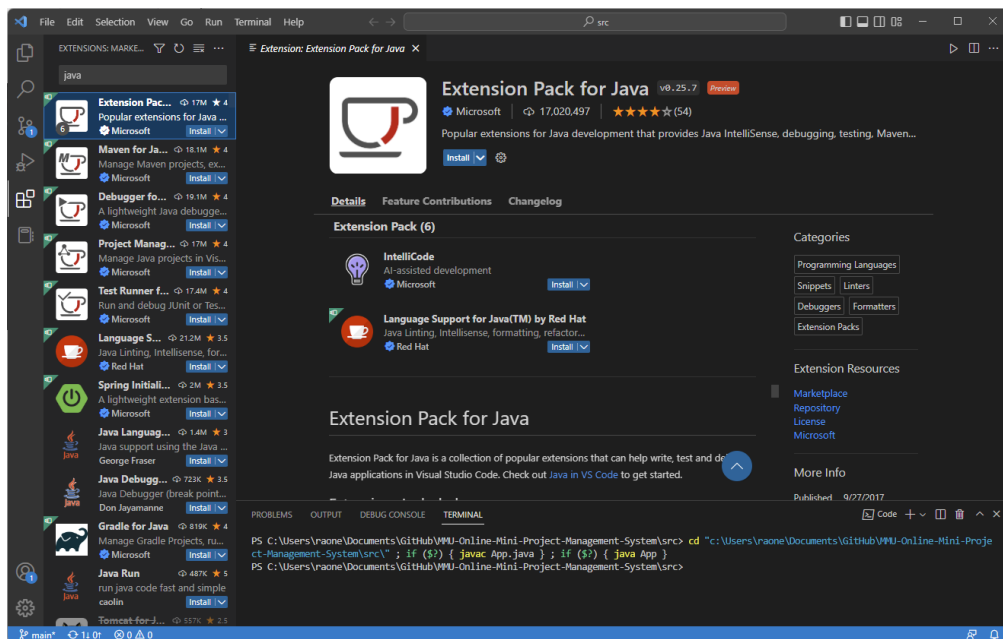 File Edit Selection View Go Run Terminal Help
src
EXTENSIONS: MARKE...
java
Extension Pac... 17M ★ 4
Popular extensions for Java ...
Microsoft Install
6
Maven for Ja... 18.1M ★ 4
Manage Maven projects, ex...
Microsoft Install
Debugger fo... 19.1M ★ 4
A lightweight Java debugge...
Microsoft Install
Project Manag... 17M ★ 4
Manage Java projects in Vis...
Microsoft Install
Test Runner f... 17.4M ★ 4
Run and debug JUnit or Tes...
Microsoft Install
Language S... 21.2M ★ 3.5
Java Linting, Intellisense, for...
Red Hat Install
Spring Initiali... 2M ★ 3.5
A lightweight extension bas...
Microsoft Install
Java Languag... 1.4M ★ 3
Java support using the Java ...
George Fraser Install
Java Debugg... 723K ★ 3.5
Java Debugger (break point...
Don Jayamanne Install
Gradle for Java 819K ★ 4
Manage Gradle Projects, ru...
Microsoft Install
Java Run 487K ★ 5
run java code fast and simple
caolin Install
Tomcat for J... 557K ★ 2.5
Extension: Extension Pack for Java
Extension Pack for Java v0.25.7 Preview
Microsoft | 17,020,497 | ★★★★☆(54)
Popular extensions for Java development that provides Java IntelliSense, debugging, testing, Maven...
Install
Details Feature Contributions Changelog
Extension Pack (6)
IntelliCode
AI-assisted development
Microsoft Install
Language Support for Java(TM) by Red Hat
Java Linting, Intellisense, formatting, refactor...
Red Hat Install
Extension Pack for Java
Extension Pack for Java is a collection of popular extensions that can help write, test and de
Java applications in Visual Studio Code. Check out Java in VS Code to get started.
Categories
Programming Languages
Snippets Linters
Debuggers Formatters
Extension Packs
Extension Resources
Marketplace
Repository
License
Microsoft
More Info
Published 9/27/2017
PROBLEMS OUTPUT DEBUG CONSOLE TERMINAL Code
PS C:\Users\raone\Documents\GitHub\MMU-Online-Mini-Project-Management-System\src> cd "c:\Users\raone\Documents\GitHub\MMU-Online-Mini-Proje
ct-Management-System\src\" ; if ($?) { javac App.java } ; if ($?) { java App }
PS C:\Users\raone\Documents\GitHub\MMU-Online-Mini-Project-Management-System\src>
main* 1↓ 0↑ 0 0